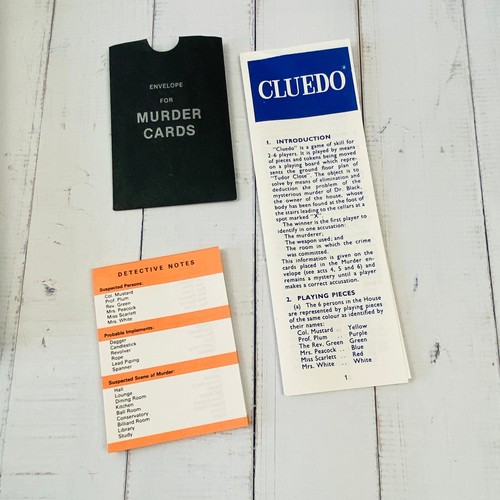 ENVELOPE
FOR
MURDER
CARDS
CLUEDO
1. INTRODUCTION
"Cluedo" is a game of skill for
2-6 players. It is played by means
of pieces and tokens being moved
on a playing board which repre-
sents the ground floor plan of
"Tudor Close". The object is to
solve by means of elimination and
deduction the problem of the
mysterious murder of Dr. Black,
the owner of the house, whose
body has been found at the foot of
the stairs leading to the cellars at a
spot marked "X".
The winner is the first player to
identify in one accusation:
The murderer;
The weapon used; and
The room in which the crime
was committed.
This information is given on the
cards placed in the Murder en-
velope (see acts 4, 5 and 6) and
remains a mystery until a player
makes a correct accusation.
2. PLAYING PIECES
(a) The 6 persons in the House
are represented by playing pieces
of the same colour as identified by
their names:
Col. Mustard .. Yellow
Prof. Plum .. Purple
The Rev. Green Green
Mrs. Peacock .. Blue
Miss Scarlett .. Red
Mrs. White .. White
1
DETECTIVE NOTES
Suspected Persons:
Col. Mustard
Prof. Plum
Rev. Green
Mrs. Peacock
Miss Scarlett
Mrs. White
Probable Implements:
Dagger
Candlestick
Revolver
Rope
Lead Piping
Spanner
Suspected Scene of Murder:
Hall
Lounge
Dining Room
Kitchen
Ball Room
Conservatory
Billiard Room
Library
Study